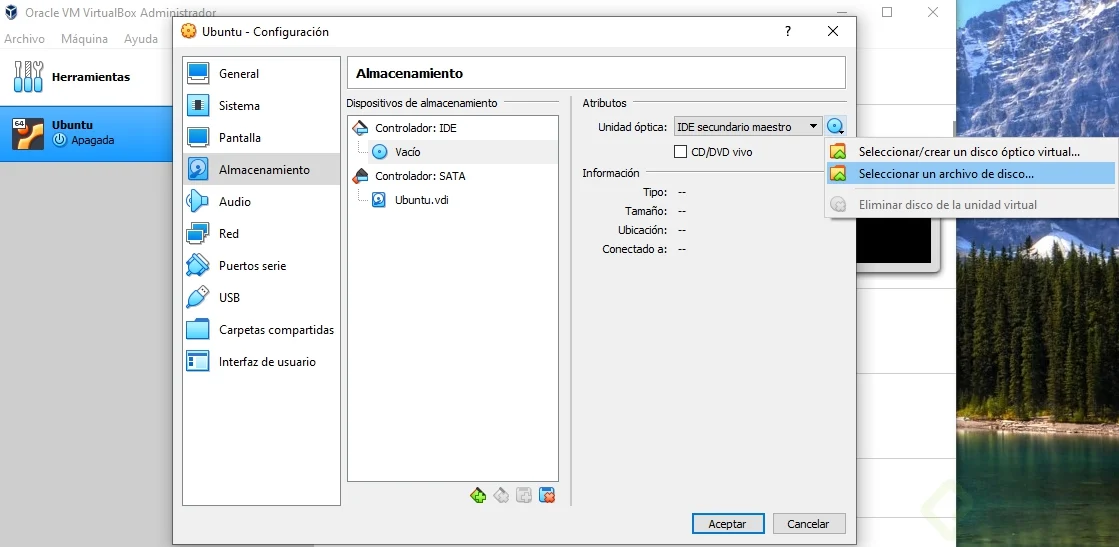 Oracle VM VirtualBox Administrador
Archivo Máquina Ayuda
Herramientas
64
Ubuntu
Apagada
Ubuntu - Configuración
?
General
Sistema
Pantalla
Almacenamiento
Audio
Red
Puertos serie
USB
Carpetas compartidas
Interfaz de usuario
Almacenamiento
Dispositivos de almacenamiento
Controlador: IDE
Vacío
Controlador: SATA
Ubuntu.vdi
Atributos
Unidad óptica: IDE secundario maestro
CD/DVD vivo
Información
Tipo: --
Tamaño: --
Ubicación: --
Conectado a: --
Seleccionar/crear un disco óptico virtual...
Seleccionar un archivo de disco...
Eliminar disco de la unidad virtual
Aceptar Cancelar